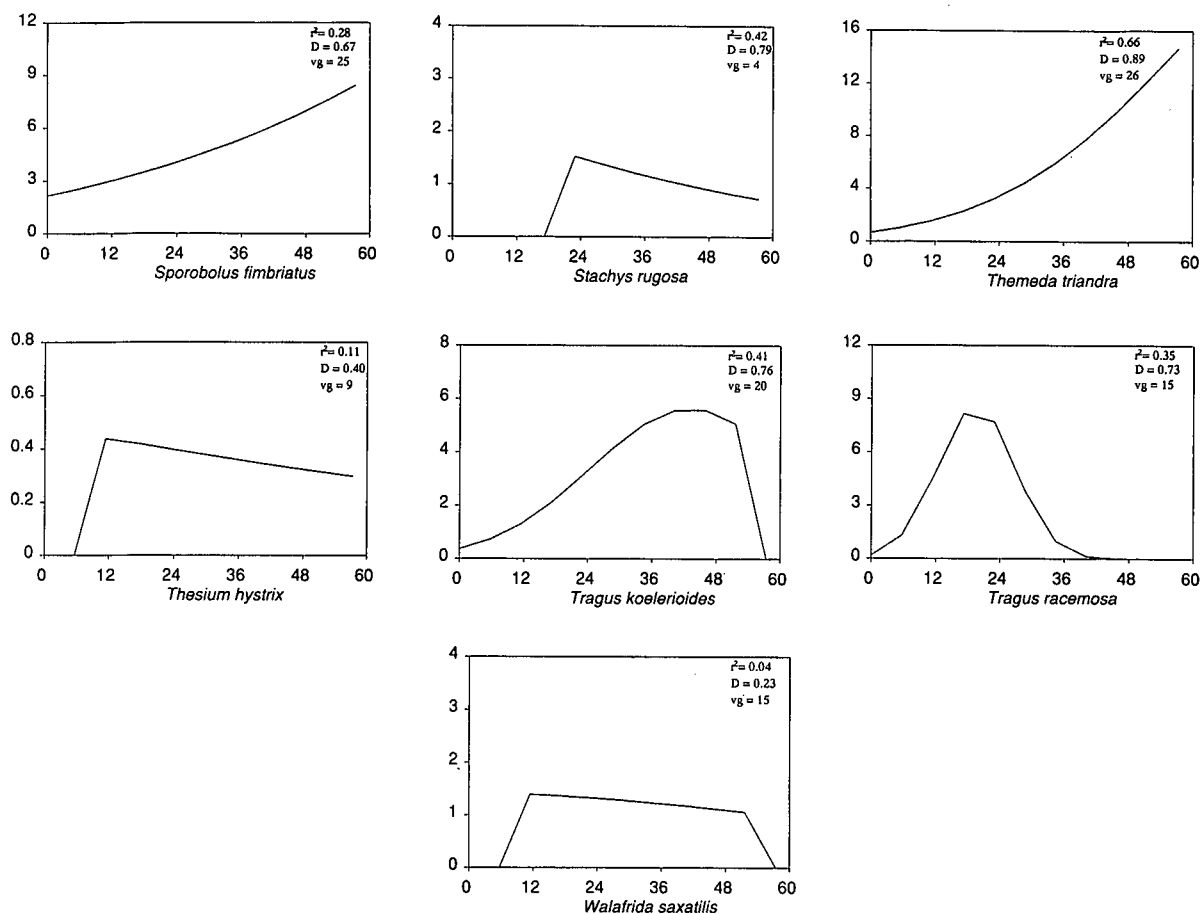 12
9
6
3
0
r²= 0.28
D = 0.67
vg = 25
0 12 24 36 48 60
Sporobolus fimbriatus
4
3
2
1
0
r²= 0.42
D = 0.79
vg = 4
0 12 24 36 48 60
Stachys rugosa
16
12
8
4
0
r²= 0.66
D = 0.89
vg = 26
0 12 24 36 48 60
Themeda triandra
0.8
0.6
0.4
0.2
0
r²= 0.11
D = 0.40
vg = 9
0 12 24 36 48 60
Thesium hystrix
8
6
4
2
0
r²= 0.41
D = 0.76
vg = 20
0 12 24 36 48 60
Tragus koelerioides
12
9
6
3
0
r²= 0.35
D = 0.73
vg = 15
0 12 24 36 48 60
Tragus racemosa
4
3
2
1
0
r²= 0.04
D = 0.23
vg = 15
0 12 24 36 48 60
Walafrida saxatilis